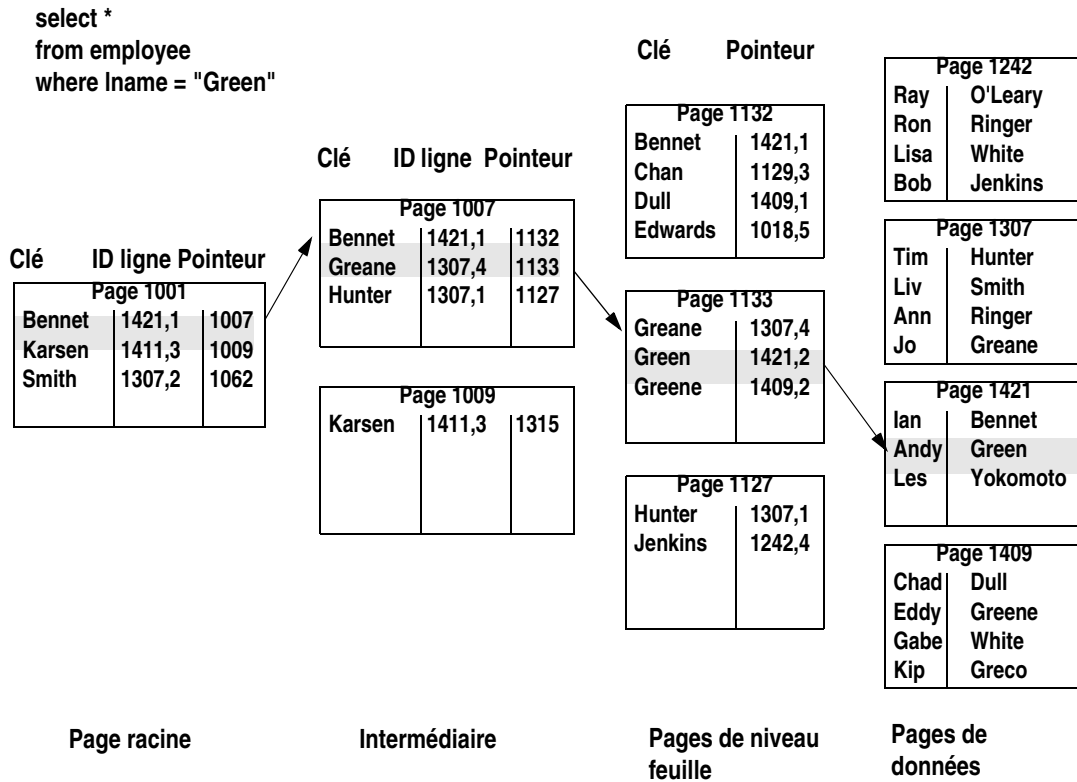 select *
from employee
where lname = "Green"
Clé ID ligne Pointeur
Page 1001
Bennet 1421,1 1007
Karsen 1411,3 1009
Smith 1307,2 1062
Clé ID ligne Pointeur
Page 1007
Bennet 1421,1 1132
Greane 1307,4 1133
Hunter 1307,1 1127
Page 1009
Karsen 1411,3 1315
Clé Pointeur
Page 1132
Bennet 1421,1
Chan 1129,3
Dull 1409,1
Edwards 1018,5
Page 1133
Greane 1307,4
Green 1421,2
Greene 1409,2
Page 1127
Hunter 1307,1
Jenkins 1242,4
Page 1242
Ray O'Leary
Ron Ringer
Lisa White
Bob Jenkins
Page 1307
Tim Hunter
Liv Smith
Ann Ringer
Jo Greane
Page 1421
Ian Bennet
Andy Green
Les Yokomoto
Page 1409
Chad Dull
Eddy Greene
Gabe White
Kip Greco
Page racine
Intermédiaire
Pages de niveau
feuille
Pages de
données